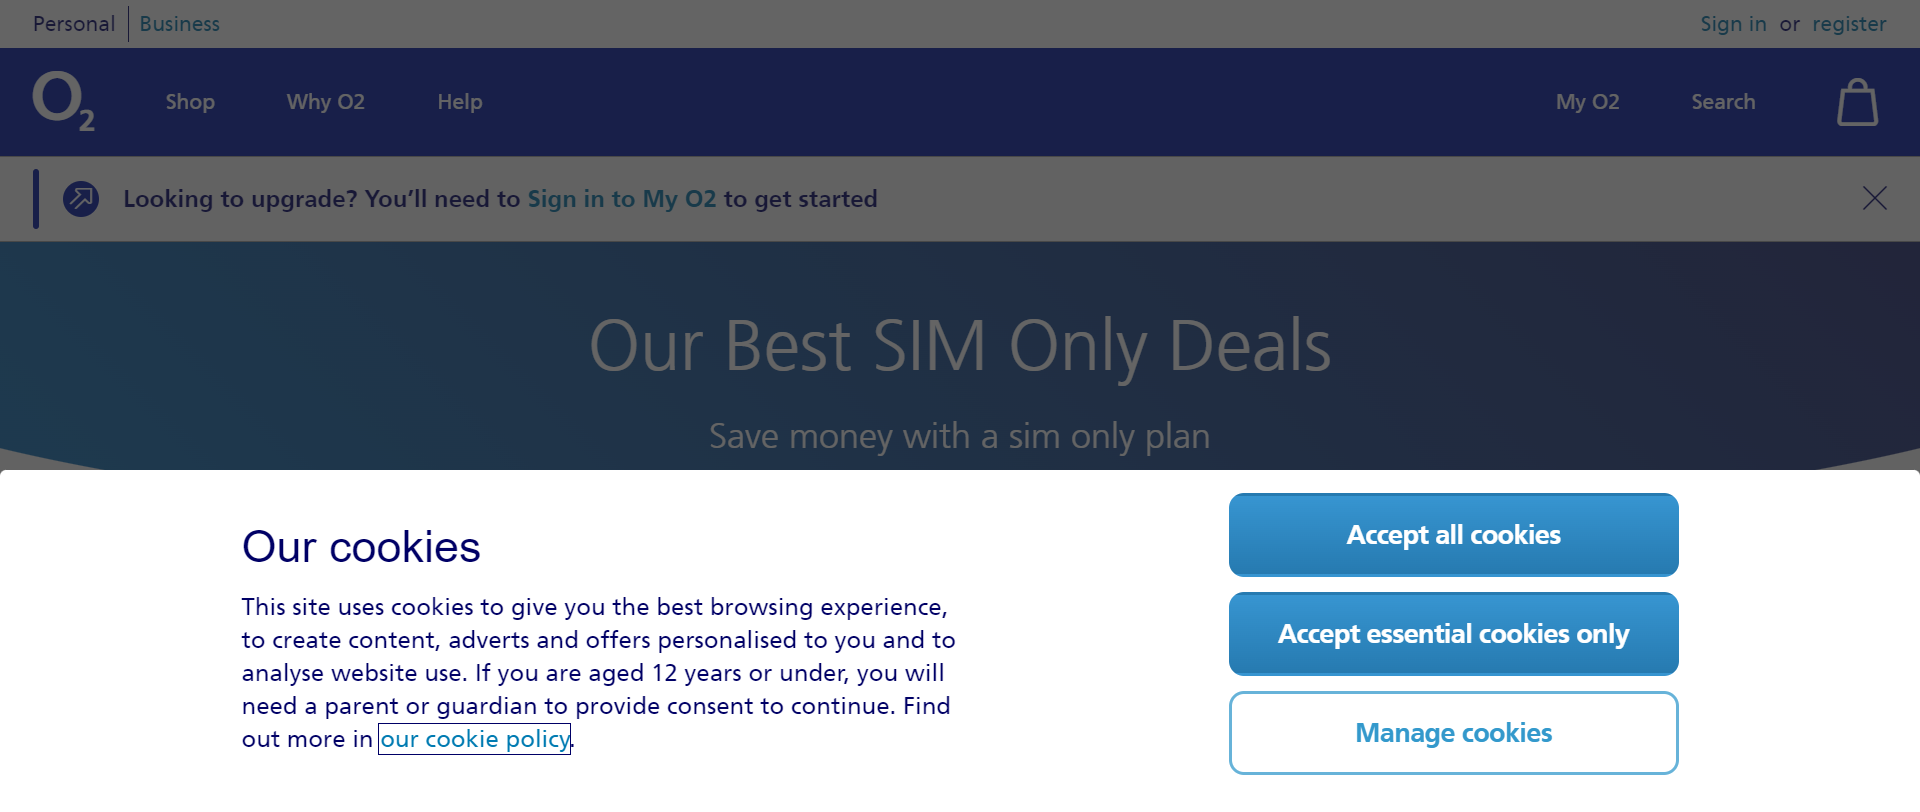 Personal
Business
Sign in or register
O2
Shop
Why O2
Help
My O2
Search
Looking to upgrade? You’ll need to Sign in to My O2 to get started
Our Best SIM Only Deals
Save money with a sim only plan
Our cookies
This site uses cookies to give you the best browsing experience,
to create content, adverts and offers personalised to you and to
analyse website use. If you are aged 12 years or under, you will
need a parent or guardian to provide consent to continue. Find
out more in our cookie policy.
Accept all cookies
Accept essential cookies only
Manage cookies